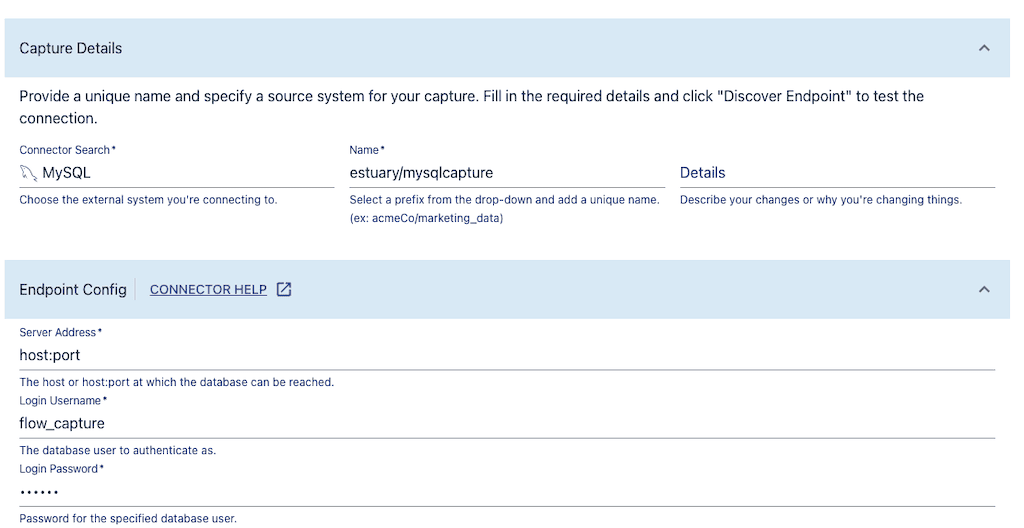 Capture Details
Provide a unique name and specify a source system for your capture. Fill in the required details and click "Discover Endpoint" to test the
connection.
Connector Search*
Name*
MySQL
estuary/mysqlcapture
Details
Choose the external system you're connecting to.
Select a prefix from the drop-down and add a unique name.
(ex: acmeCo/marketing_data)
Describe your changes or why you're changing things.
Endpoint Config
CONNECTOR HELP
Server Address*
host:port
The host or host:port at which the database can be reached.
Login Username*
flow_capture
The database user to authenticate as.
Login Password*
••••••
Password for the specified database user.